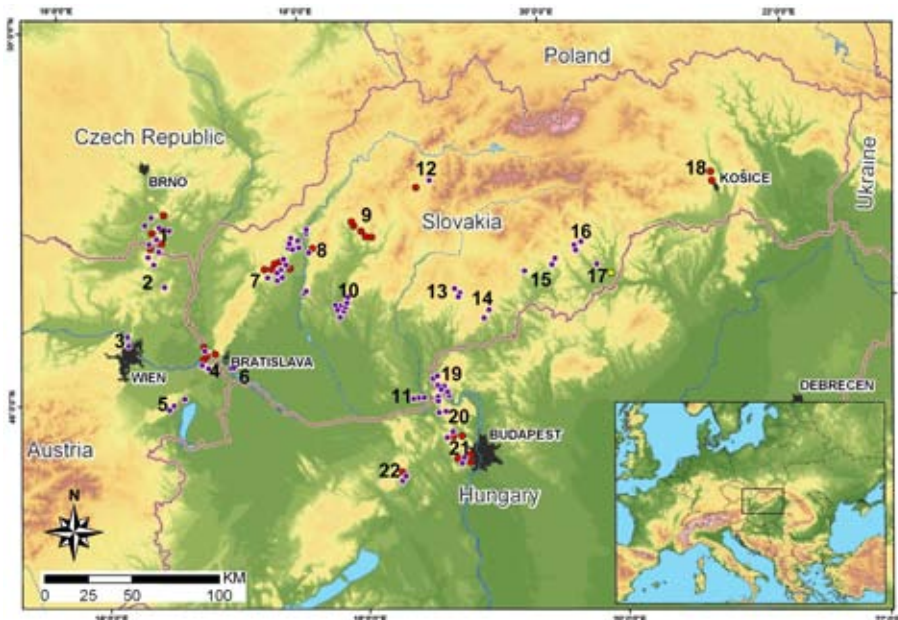 Poland
Czech Republic
BRNO
12
18
KOŠICE
Ukraine
9
Slovakia
1
16
8
7
15
17
2
10
13
14
3
WIEN
4
BRATISLAVA
6
19
DEBRECEN
11
5
20
Austria
BUDAPEST
21
22
Hungary
N
KM
0 25 50 100